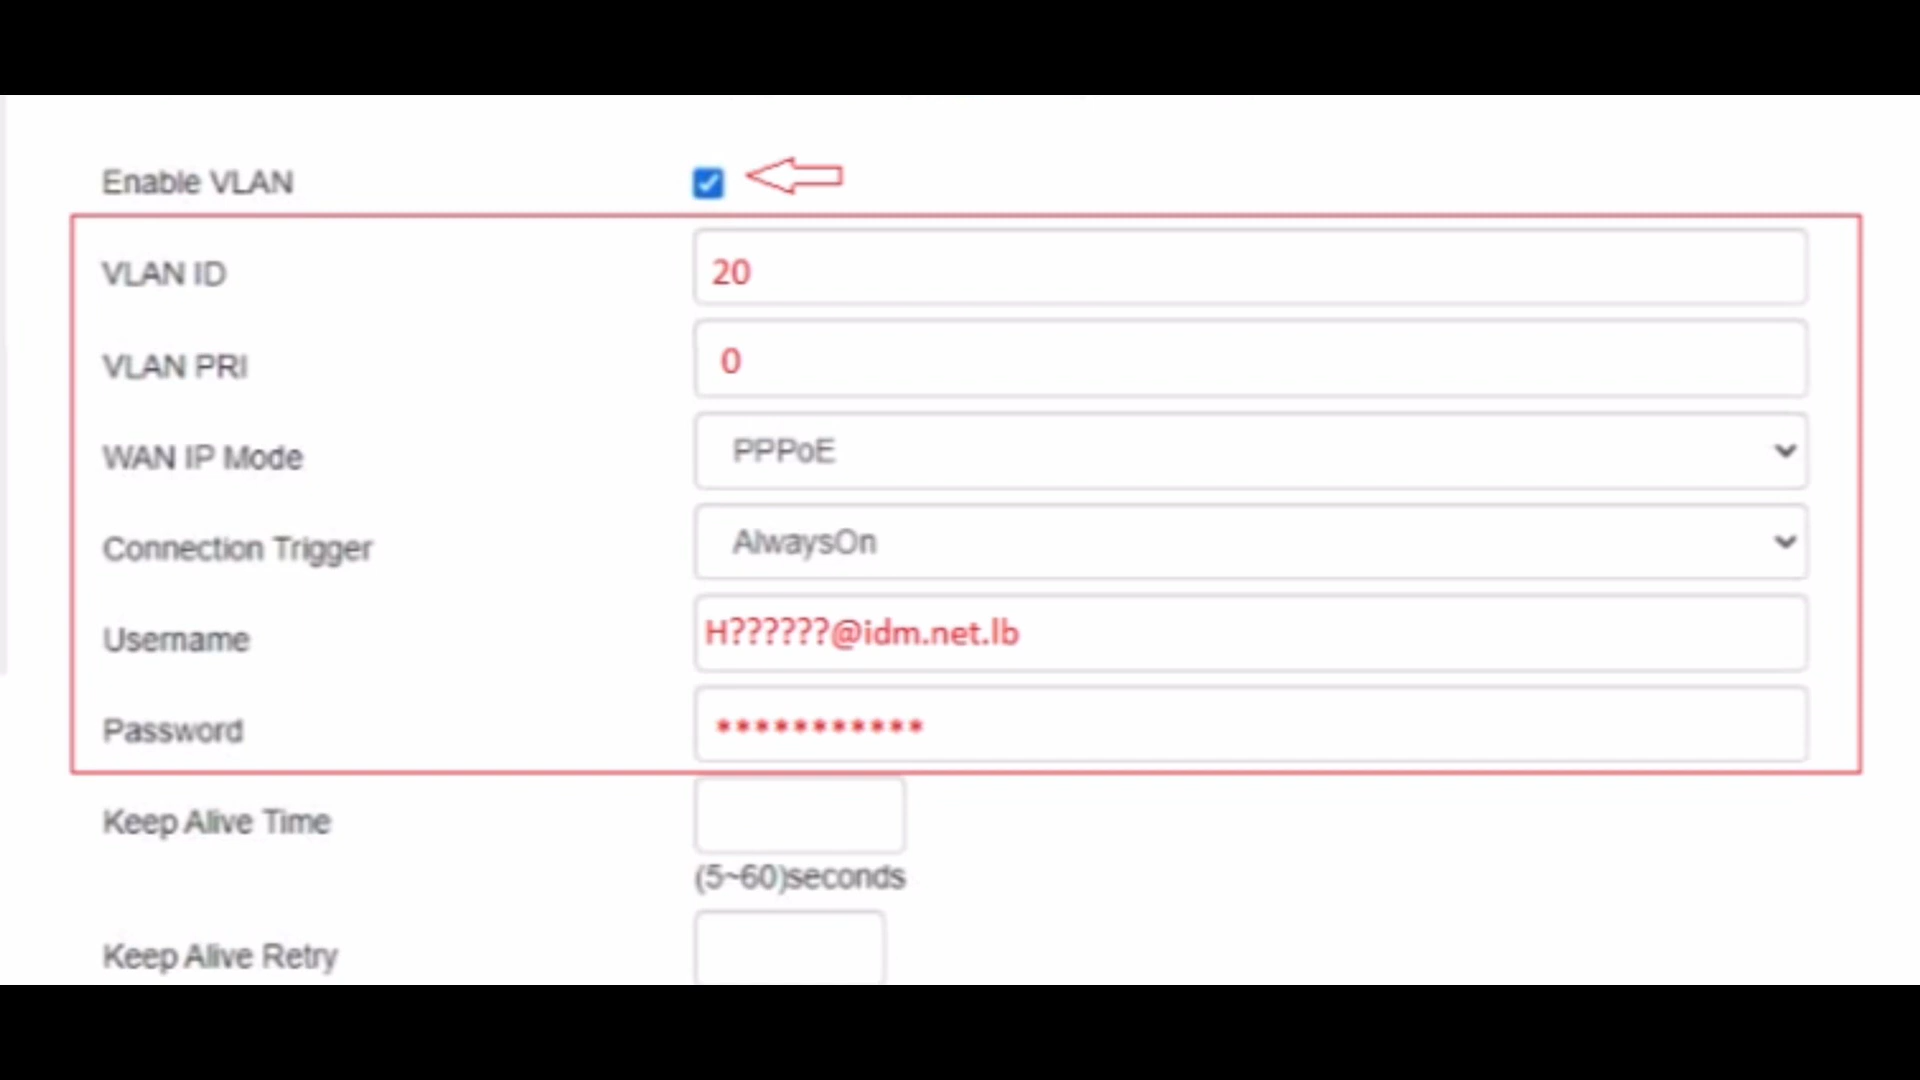 Enable VLAN
VLAN ID 20
VLAN PRI 0
WAN IP Mode PPPoE
Connection Trigger AlwaysOn
Username H??????@idm.net.lb
Password ***********
Keep Alive Time
(5~60)seconds
Keep Alive Retry